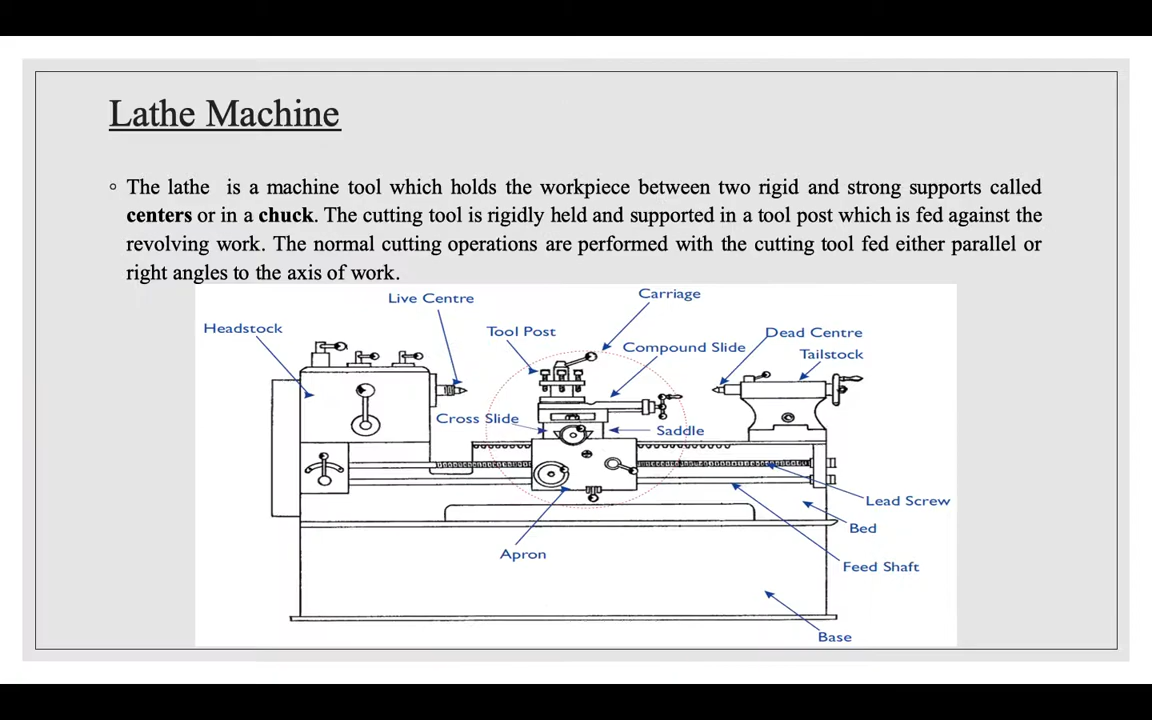 Lathe Machine
The lathe is a machine tool which holds the workpiece between two rigid and strong supports called
centers or in a chuck. The cutting tool is rigidly held and supported in a tool post which is fed against the
revolving work. The normal cutting operations are performed with the cutting tool fed either parallel or
right angles to the axis of work.
Live Centre
Carriage
Headstock
Tool Post
Dead Centre
Compound Slide
Tailstock
Cross Slide
Saddle
Lead Screw
Bed
Apron
Feed Shaft
Base